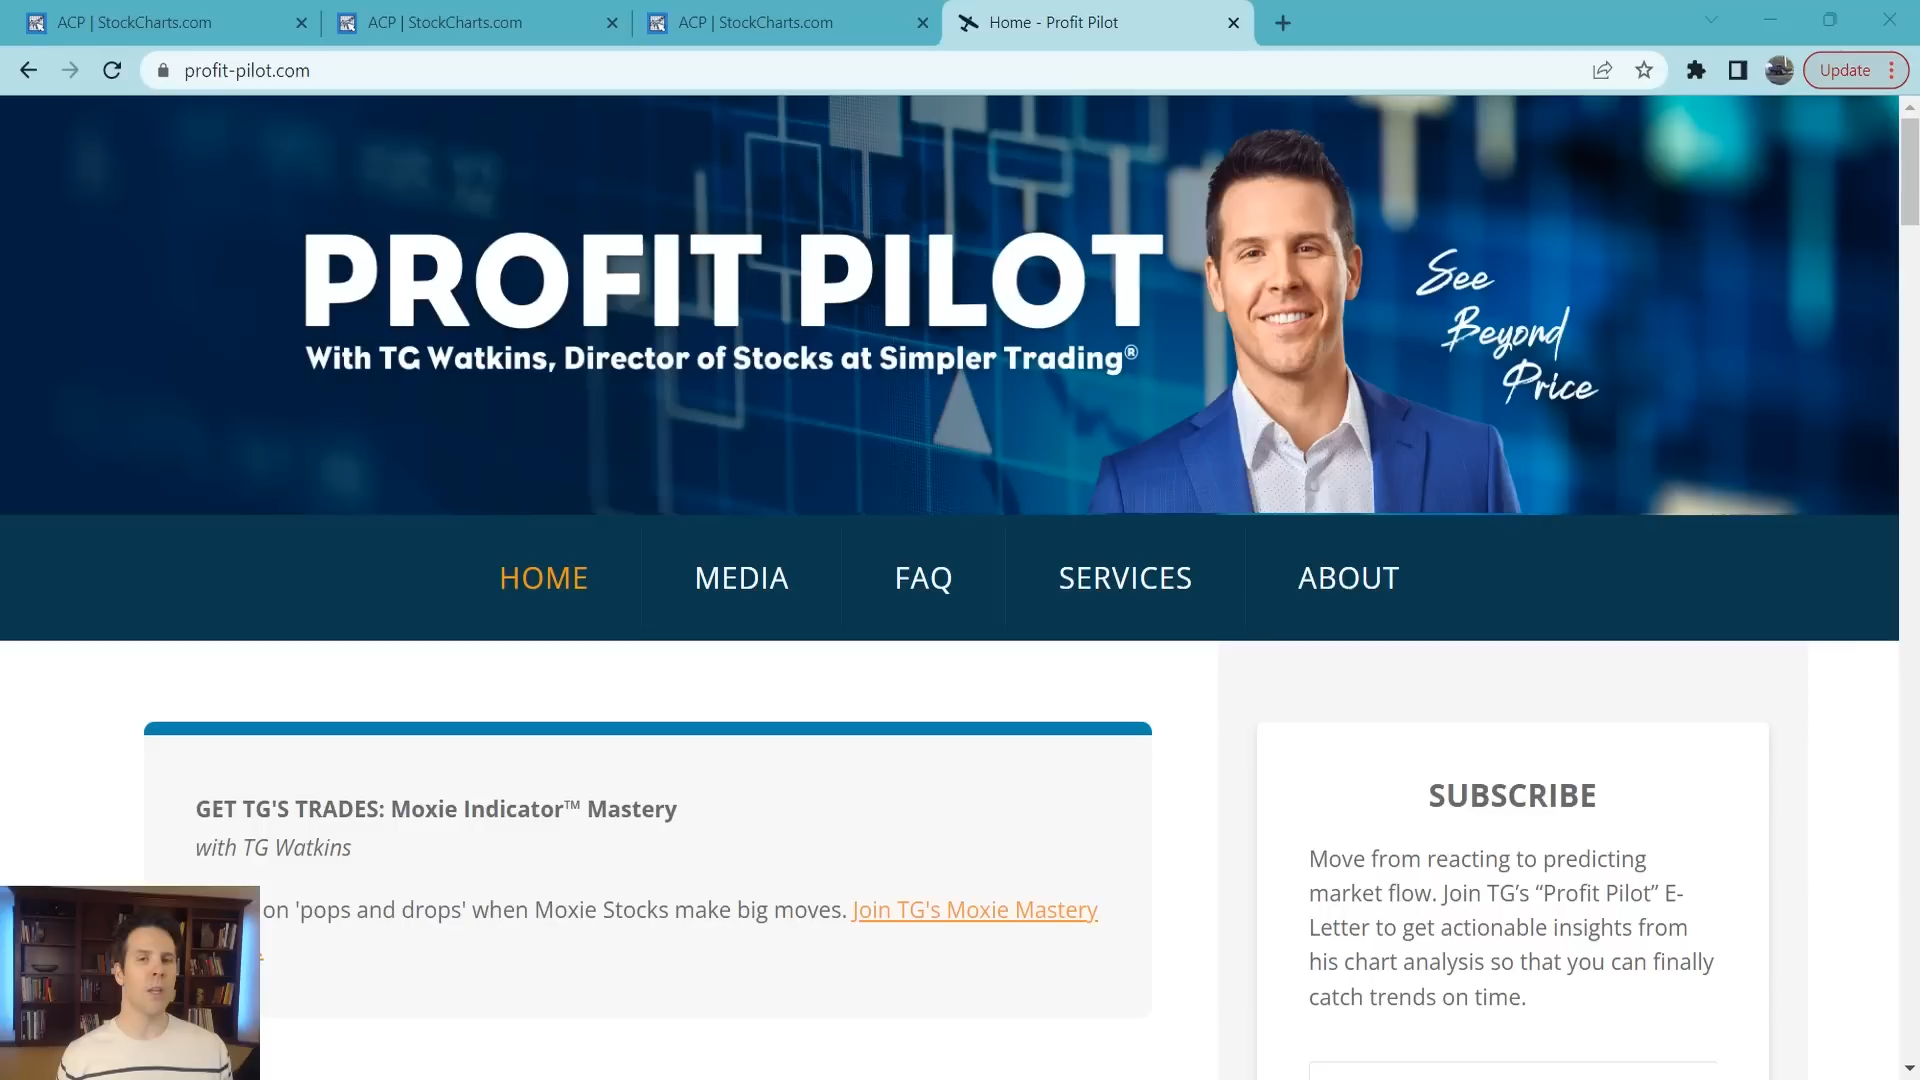 ACP | StockCharts.com
ACP | StockCharts.com
ACP | StockCharts.com
Home - Profit Pilot
profit-pilot.com
Update
PROFIT PILOT
With TG Watkins, Director of Stocks at Simpler Trading®
See
Beyond
Price
HOME
MEDIA
FAQ
SERVICES
ABOUT
GET TG'S TRADES: Moxie Indicator™ Mastery
with TG Watkins
on 'pops and drops' when Moxie Stocks make big moves. Join TG's Moxie Mastery
SUBSCRIBE
Move from reacting to predicting
market flow. Join TG’s “Profit Pilot” E-
Letter to get actionable insights from
his chart analysis so that you can finally
catch trends on time.